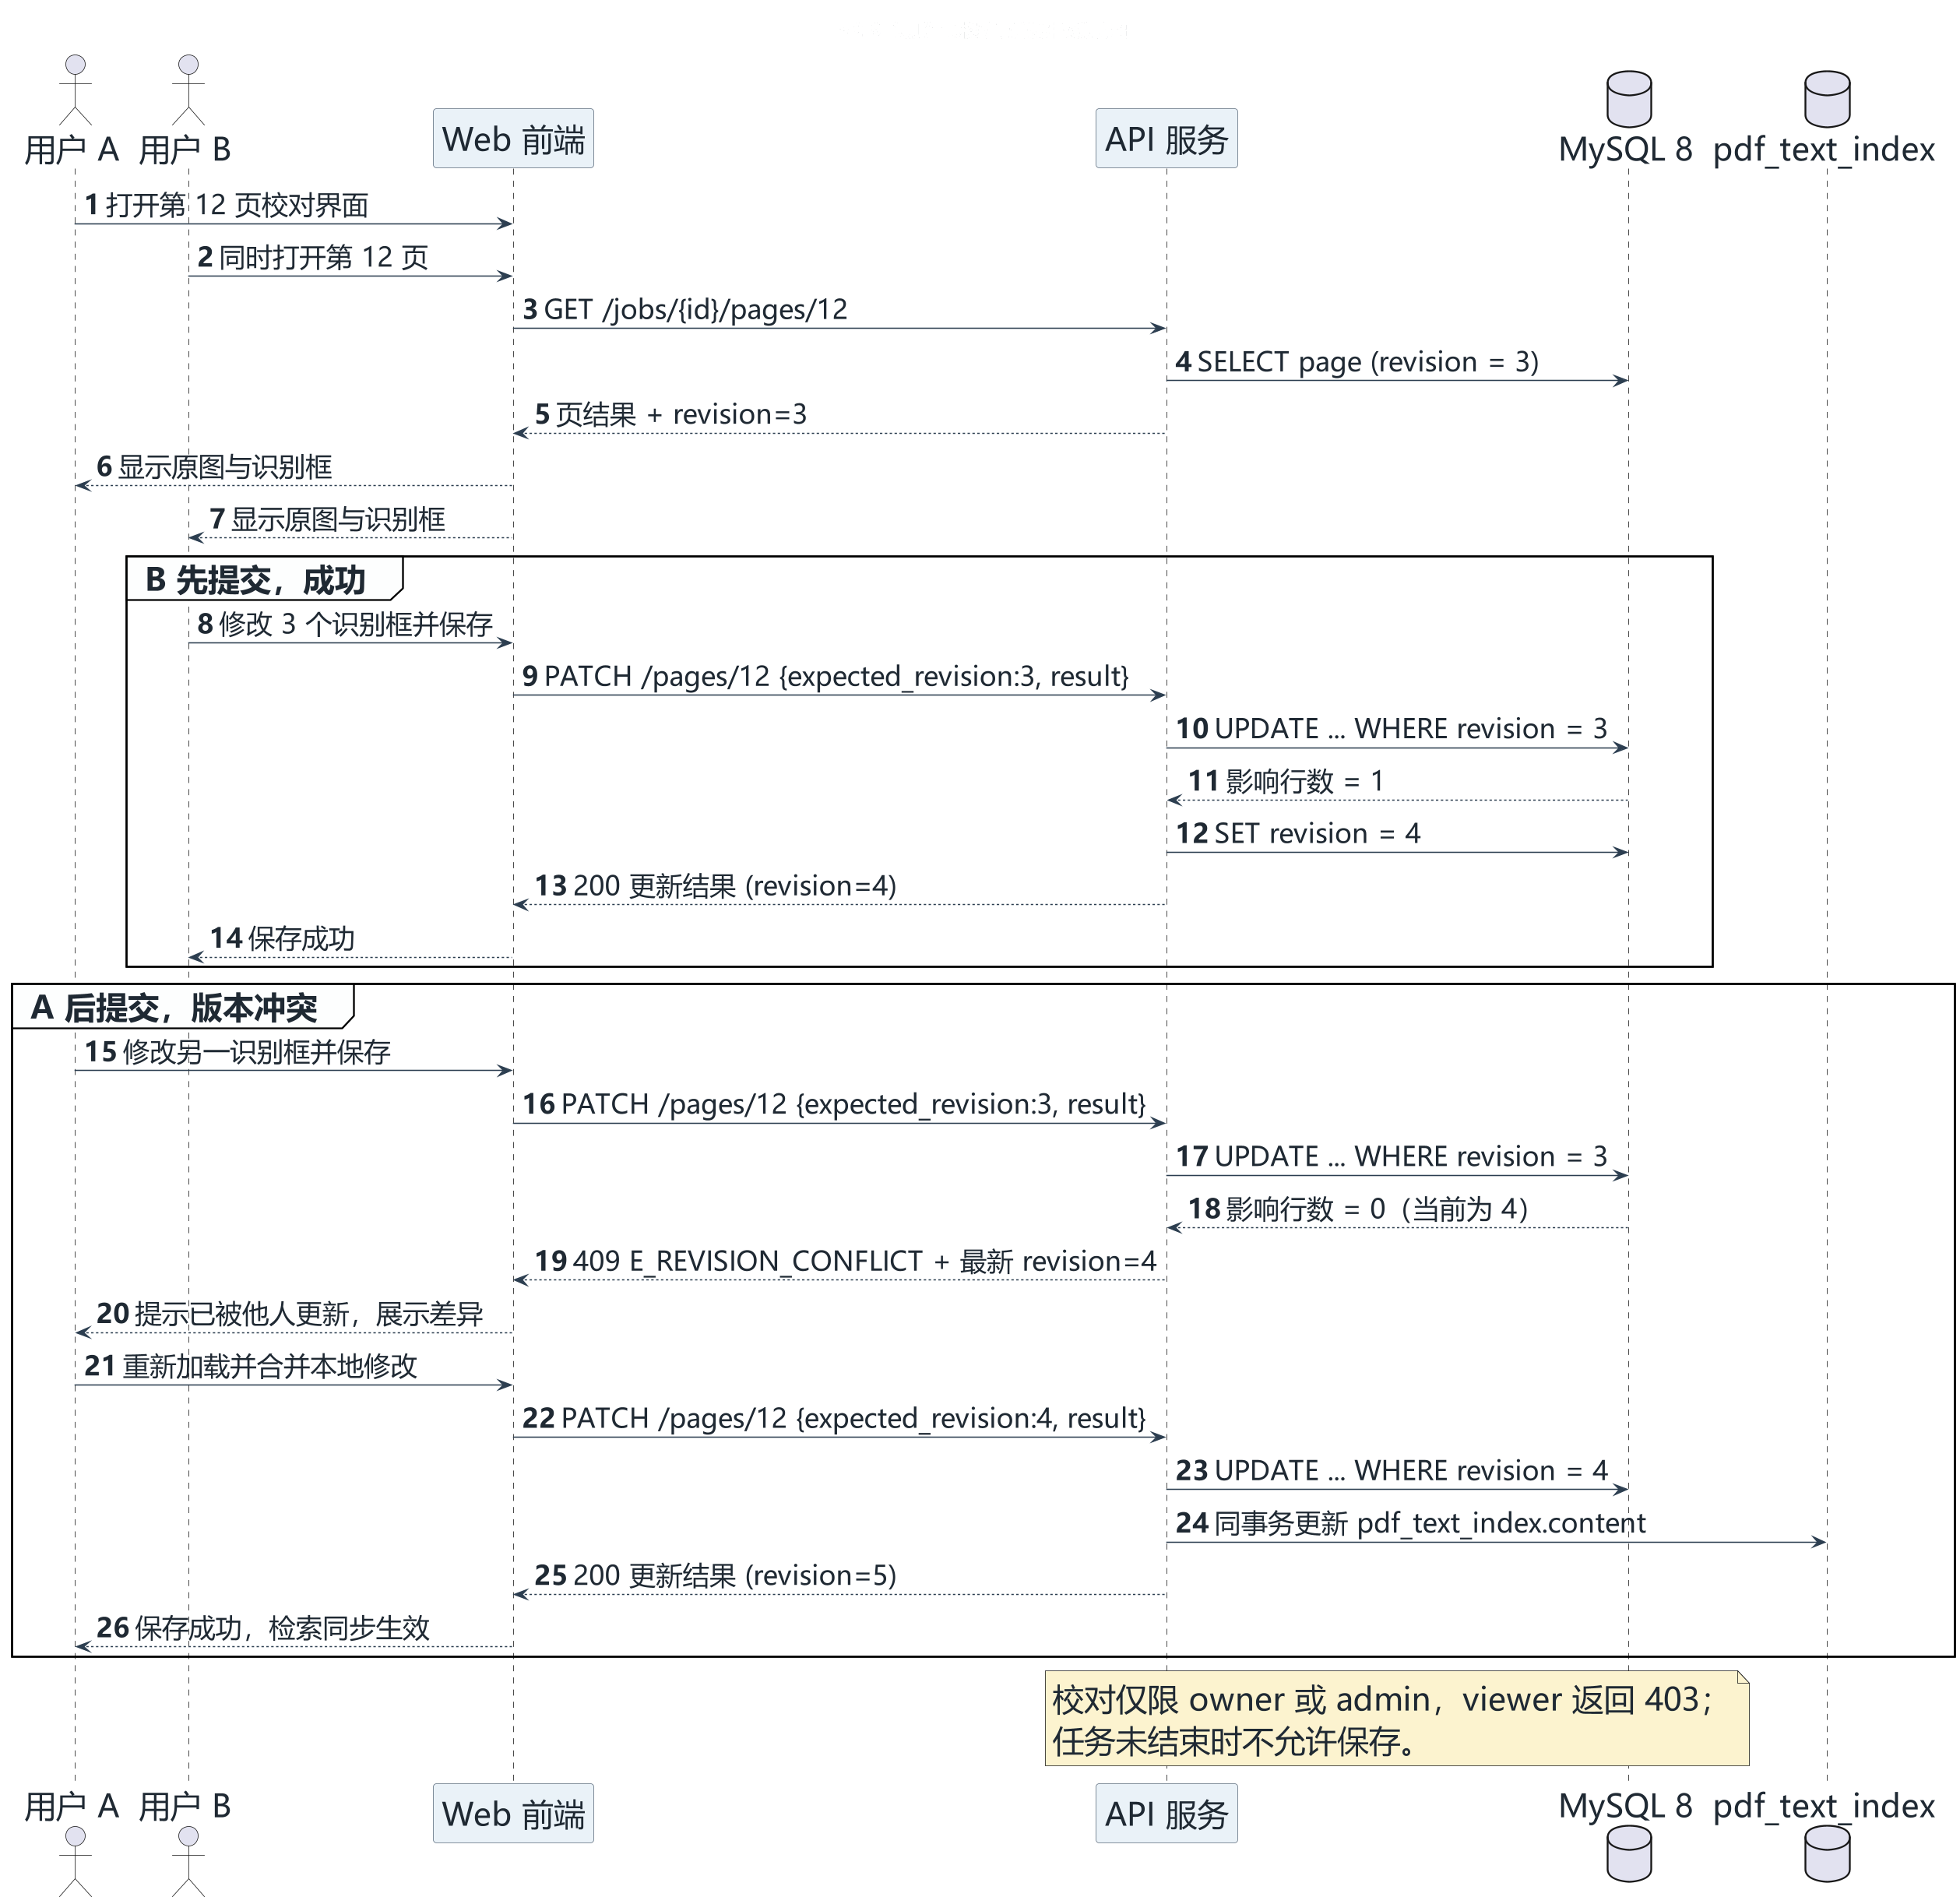 用户 A
用户 B
Web 前端
API 服务
MySQL 8
pdf_text_index
1 打开第 12 页校对界面
2 同时打开第 12 页
3 GET /jobs/{id}/pages/12
4 SELECT page (revision = 3)
5 页结果 + revision=3
6 显示原图与识别框
7 显示原图与识别框
B 先提交，成功
8 修改 3 个识别框并保存
9 PATCH /pages/12 {expected_revision:3, result}
10 UPDATE ... WHERE revision = 3
11 影响行数 = 1
12 SET revision = 4
13 200 更新结果 (revision=4)
14 保存成功
A 后提交，版本冲突
15 修改另一识别框并保存
16 PATCH /pages/12 {expected_revision:3, result}
17 UPDATE ... WHERE revision = 3
18 影响行数 = 0（当前为 4）
19 409 E_REVISION_CONFLICT + 最新 revision=4
20 提示已被他人更新，展示差异
21 重新加载并合并本地修改
22 PATCH /pages/12 {expected_revision:4, result}
23 UPDATE ... WHERE revision = 4
24 同事务更新 pdf_text_index.content
25 200 更新结果 (revision=5)
26 保存成功，检索同步生效
校对仅限 owner 或 admin，viewer 返回 403；
任务未结束时不允许保存。
用户 A
用户 B
Web 前端
API 服务
MySQL 8
pdf_text_index